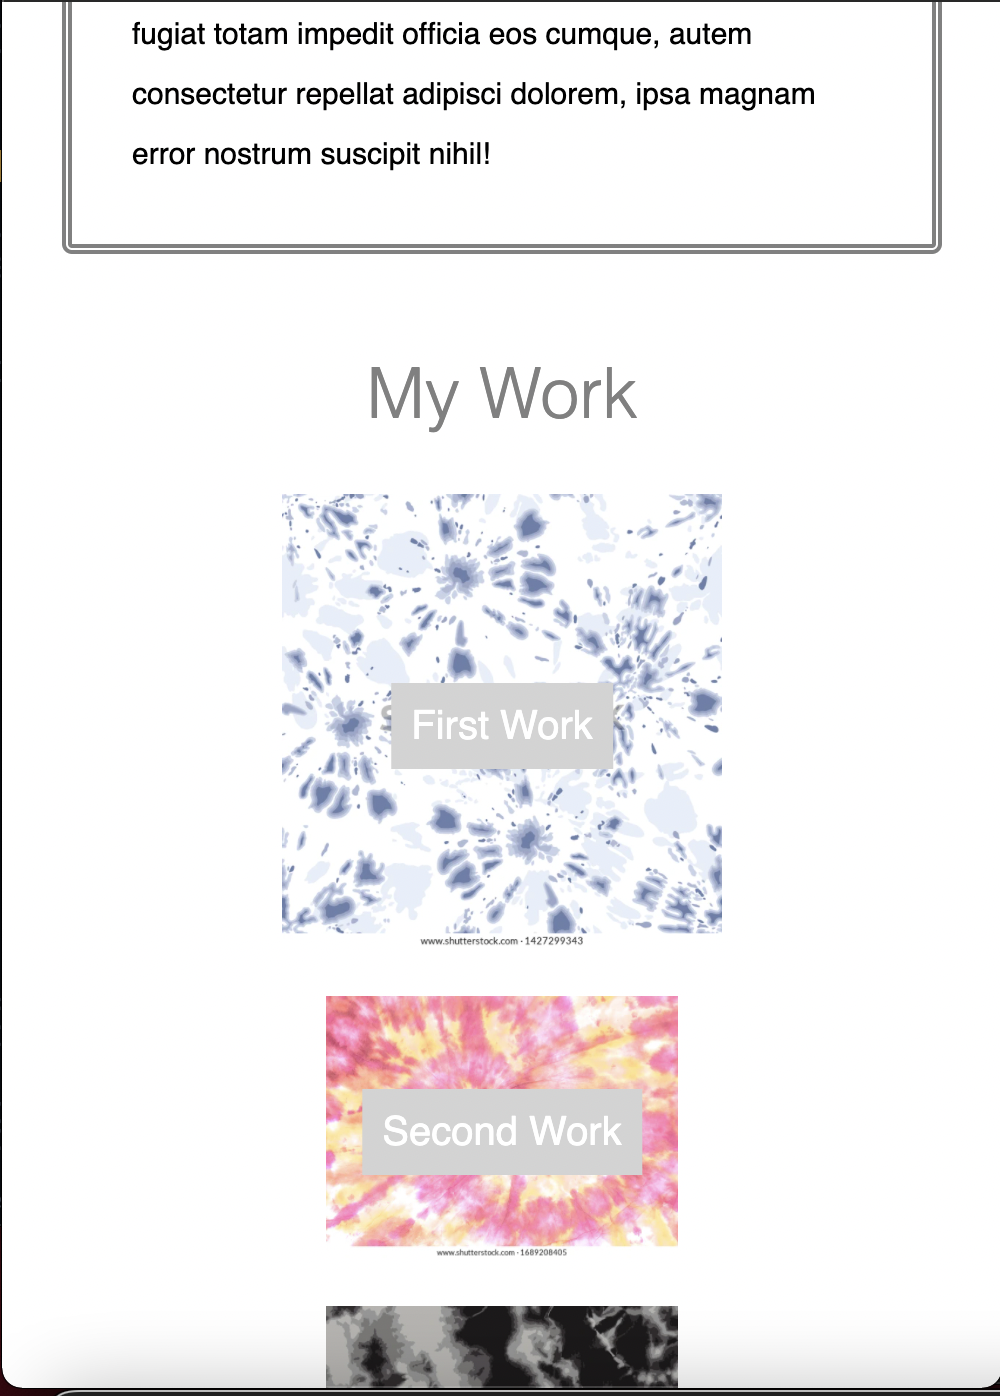 fugiat totam impedit officia eos cumque, autem
consectetur repellat adipisci dolorem, ipsa magnam
error nostrum suscipit nihil!
My Work
First Work
www.shutterstock.com · 1427299343
Second Work
www.shutterstock.com · 1689208405